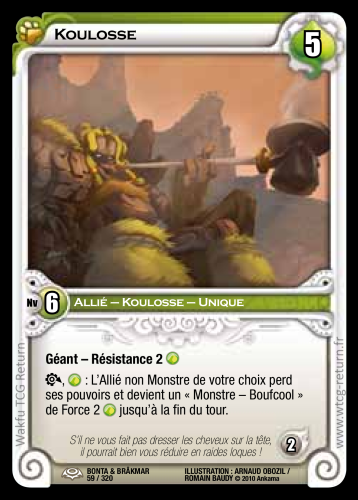 Koulosse
5
Nv 6 Allié – Koulosse – Unique
Géant – Résistance 2
, : L'Allié non Monstre de votre choix perd
ses pouvoirs et devient un « Monstre – Boufcool »
de Force 2 jusqu'à la fin du tour.
S'il ne vous fait pas dresser les cheveux sur la tête,
il pourrait bien vous réduire en raides loques !
2
BONTA & BRÂKMAR
59 / 320
ILLUSTRATION : ARNAUD OBOZIL /
ROMAIN BAUDY © 2010 Ankama
Wakfu TCG Return
www.wtcg-return.fr